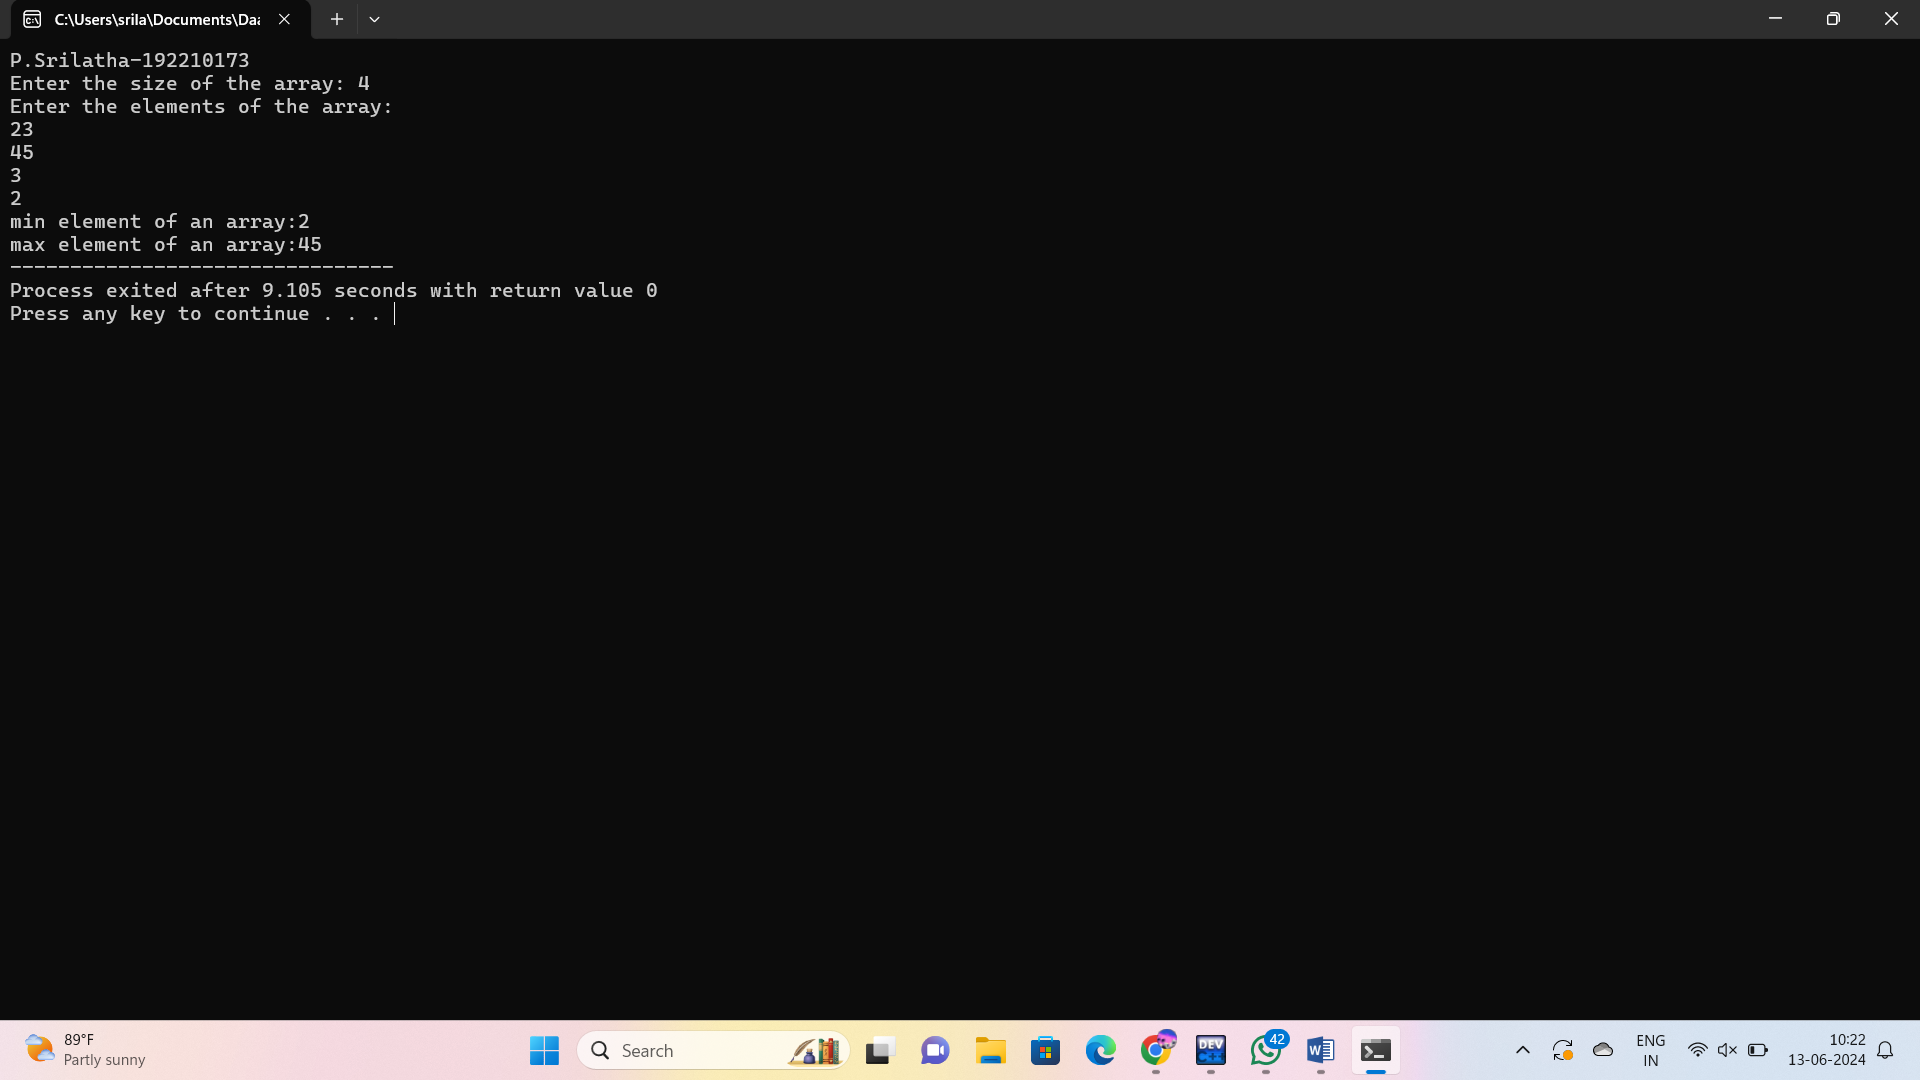 C:\Users\srila\Documents\Daa
P.Srilatha-192210173
Enter the size of the array: 4
Enter the elements of the array:
23
45
3
2
min element of an array:2
max element of an array:45
--------------------------------
Process exited after 9.105 seconds with return value 0
Press any key to continue . . .
89°F
Partly sunny
Search
DEV
C++
42
W
ENG
IN
10:22
13-06-2024